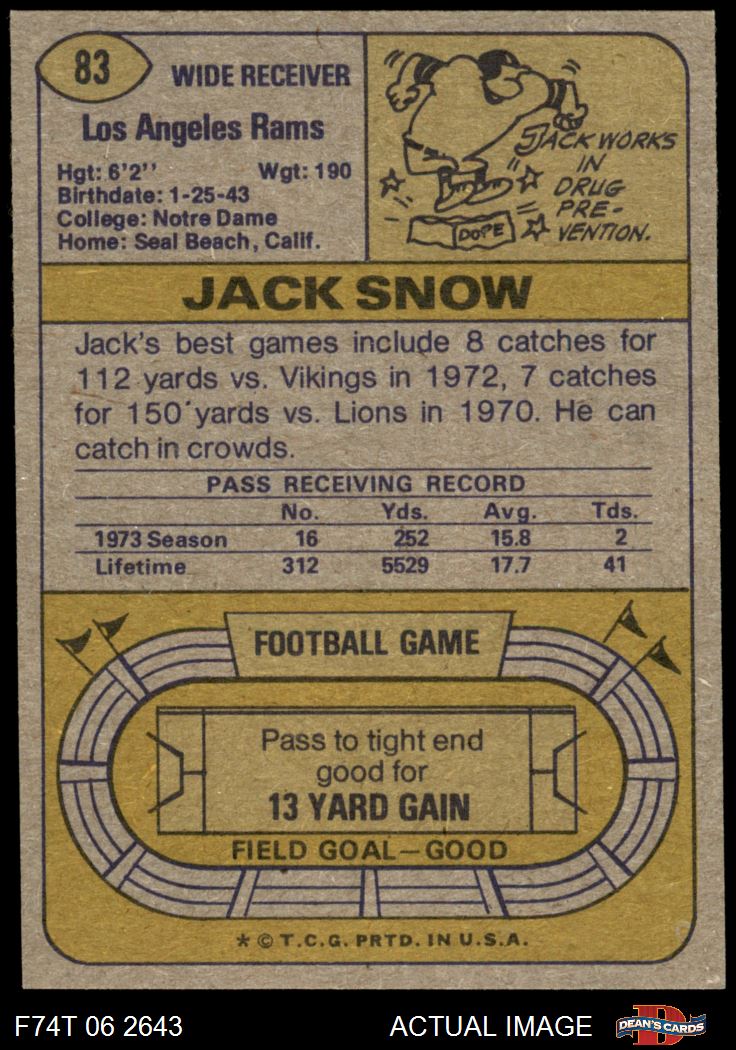 83
WIDE RECEIVER
Los Angeles Rams
Hgt: 6'2'' Wgt: 190
Birthdate: 1-25-43
College: Notre Dame
Home: Seal Beach, Calif.
JACK WORKS
IN
DRUG
PRE-
VENTION.
DOPE
JACK SNOW
Jack's best games include 8 catches for
112 yards vs. Vikings in 1972, 7 catches
for 150 yards vs. Lions in 1970. He can
catch in crowds.
PASS RECEIVING RECORD
No. Yds. Avg. Tds.
1973 Season 16 252 15.8 2
Lifetime 312 5529 17.7 41
FOOTBALL GAME
Pass to tight end
good for
13 YARD GAIN
FIELD GOAL—GOOD
* © T.C.G. PRTD. IN U.S.A.
F74T 06 2643 ACTUAL IMAGE
D
DEAN'S CARDS